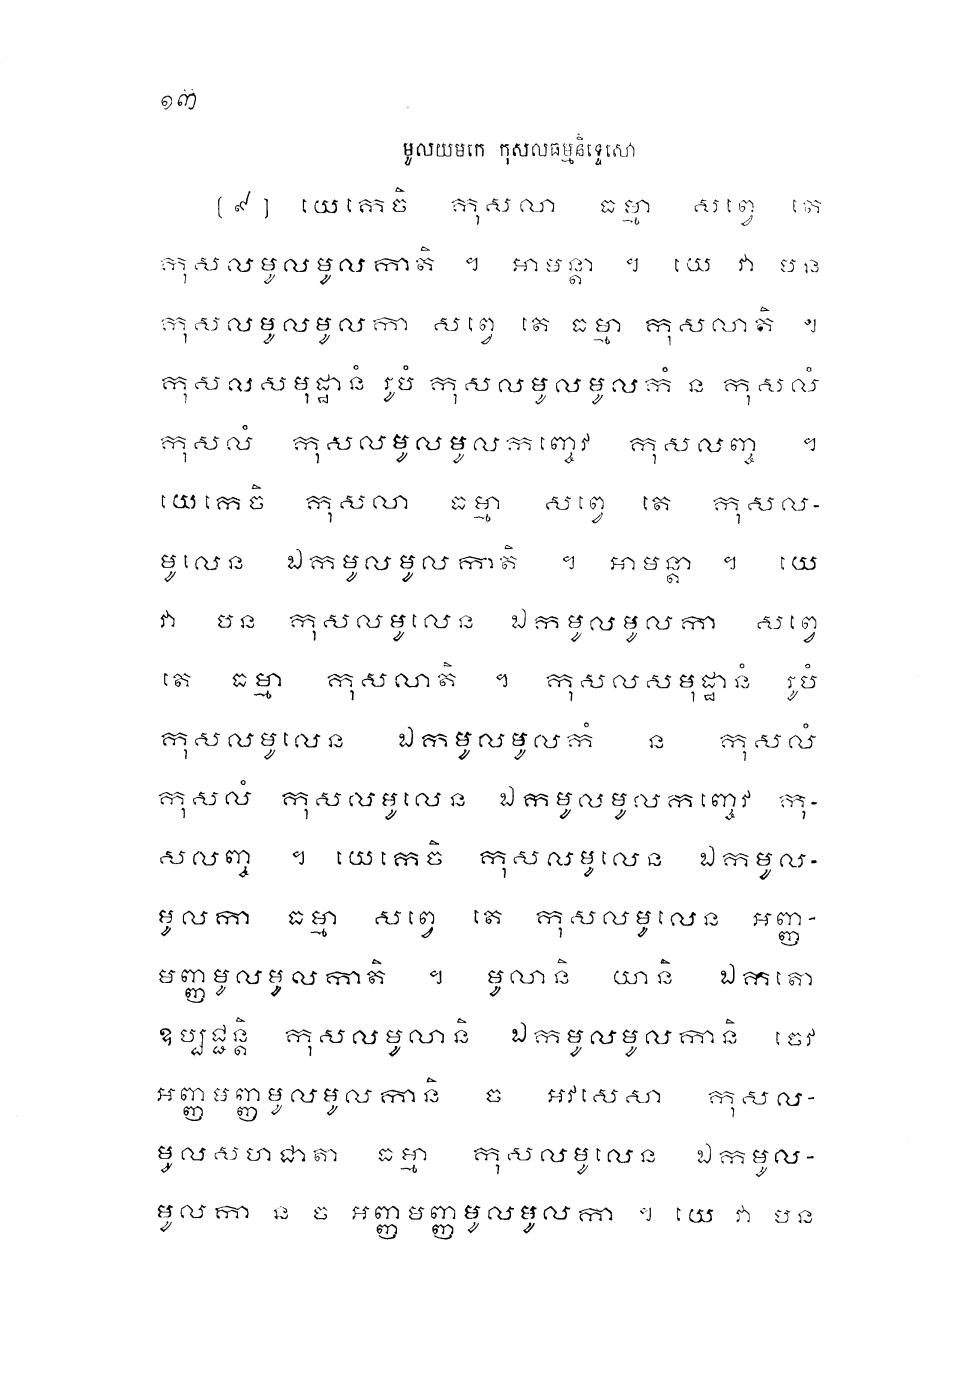 ១៣
មូលយមកេ កុសលធម្មនិទ្ទេសោ
[ ៩ ] យេកេចិ កុសលា ធម្មា សព្វេ តេ
កុសលមូលមូលកាតិ ។ អាមន្តា ។ យេ វា បន
កុសលមូលមូលកា សព្វេ តេ ធម្មា កុសលាតិ ។
កុសលសមុដ្ឋានំ រូបំ កុសលមូលមូលកំ ន កុសលំ
កុសលំ កុសលមូលមូលកញ្ចេវ កុសលញ្ច ។
យេកេចិ កុសលា ធម្មា សព្វេ តេ កុសល-
មូលេន ឯកមូលមូលកាតិ ។ អាមន្តា ។ យេ
វា បន កុសលមូលេន ឯកមូលមូលកា សព្វេ
តេ ធម្មា កុសលាតិ ។ កុសលសមុដ្ឋានំ រូបំ
កុសលមូលេន ឯកមូលមូលកំ ន កុសលំ
កុសលំ កុសលមូលេន ឯកមូលមូលកញ្ចេវ កុ-
សលញ្ច ។ យេកេចិ កុសលមូលេន ឯកមូល-
មូលកា ធម្មា សព្វេ តេ កុសលមូលេន អញ្ញ-
មញ្ញមូលមូលកាតិ ។ មូលានិ យានិ ឯកតោ
ឧប្បជ្ជន្តិ កុសលមូលានិ ឯកមូលមូលកានិ ចេវ
អញ្ញមញ្ញមូលមូលកានិ ច អវសេសា កុសល-
មូលសហជាតា ធម្មា កុសលមូលេន ឯកមូល-
មូលកា ន ច អញ្ញមញ្ញមូលមូលកា ។ យេ វា បន